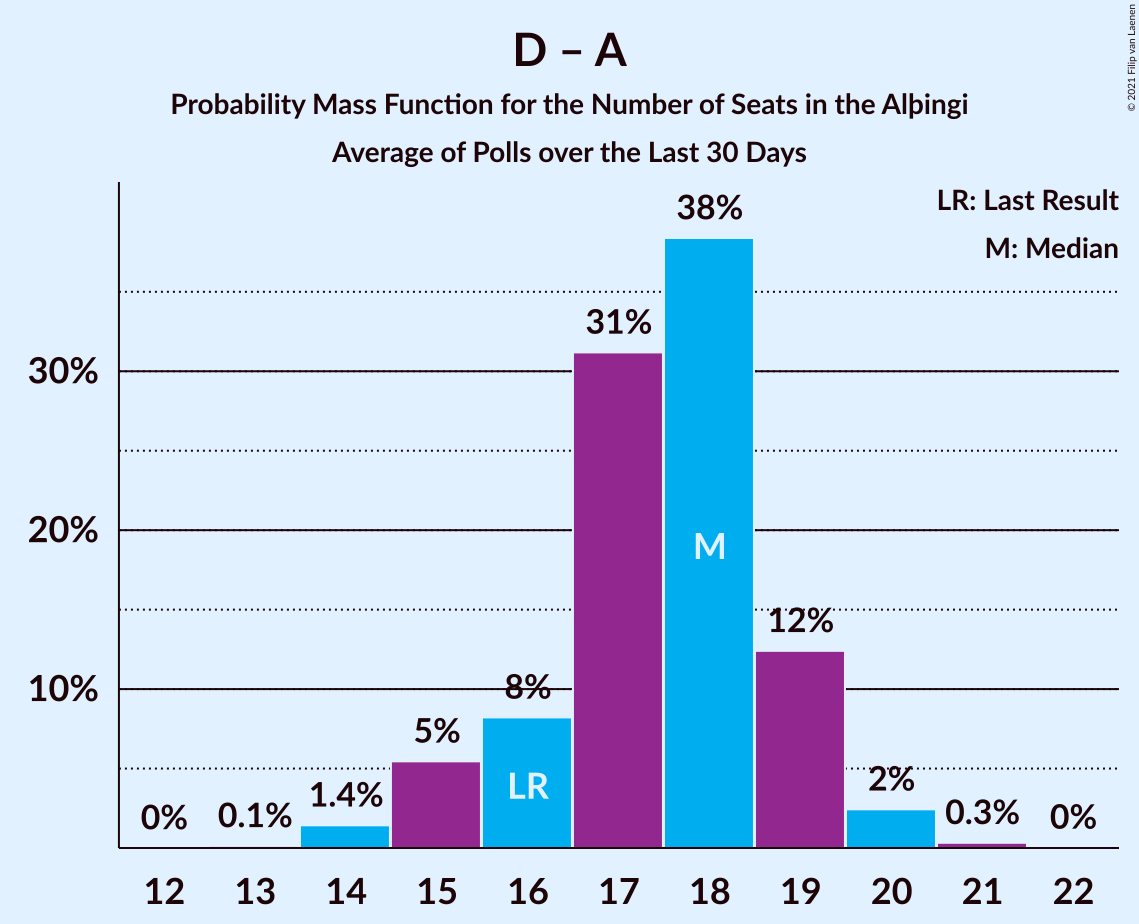 D – A
Probability Mass Function for the Number of Seats in the Alþingi
Average of Polls over the Last 30 Days
© 2021 Filip van Laenen
LR: Last Result
M: Median
30%
20%
10%
0%
0.1%
1.4%
5%
8%
31%
38%
12%
2%
0.3%
0%
LR
M
12 13 14 15 16 17 18 19 20 21 22